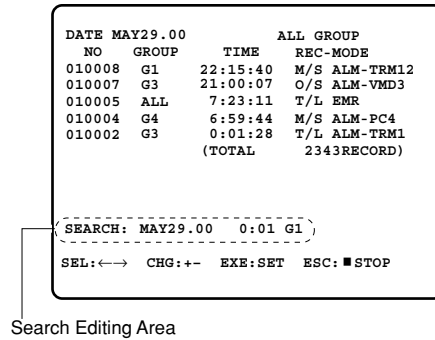 DATE MAY29.00 ALL GROUP
NO GROUP TIME REC-MODE
010008 G1 22:15:40 M/S ALM-TRM12
010007 G3 21:00:07 O/S ALM-VMD3
010005 ALL 7:23:11 T/L EMR
010004 G4 6:59:44 M/S ALM-PC4
010002 G3 0:01:28 T/L ALM-TRM1
(TOTAL 2343RECORD)
SEARCH: MAY29.00 0:01 G1
SEL:←→ CHG:+- EXE:SET ESC:■STOP
Search Editing Area